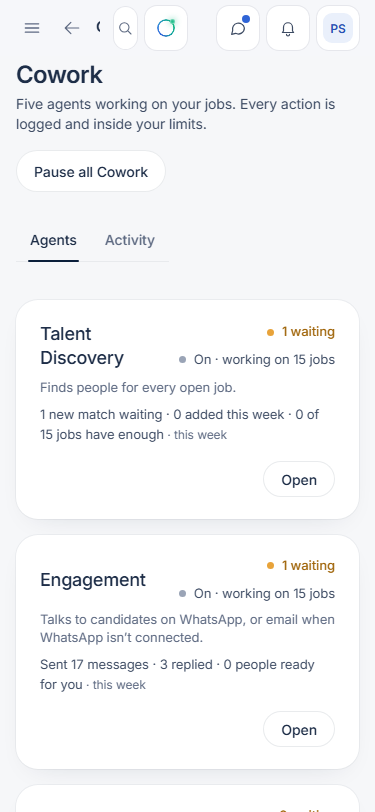 PS
Cowork
Five agents working on your jobs. Every action is
logged and inside your limits.
Pause all Cowork
Agents
Activity
Talent
Discovery
1 waiting
On · working on 15 jobs
Finds people for every open job.
1 new match waiting · 0 added this week · 0 of
15 jobs have enough · this week
Open
Engagement
1 waiting
On · working on 15 jobs
Talks to candidates on WhatsApp, or email when
WhatsApp isn’t connected.
Sent 17 messages · 3 replied · 0 people ready
for you · this week
Open